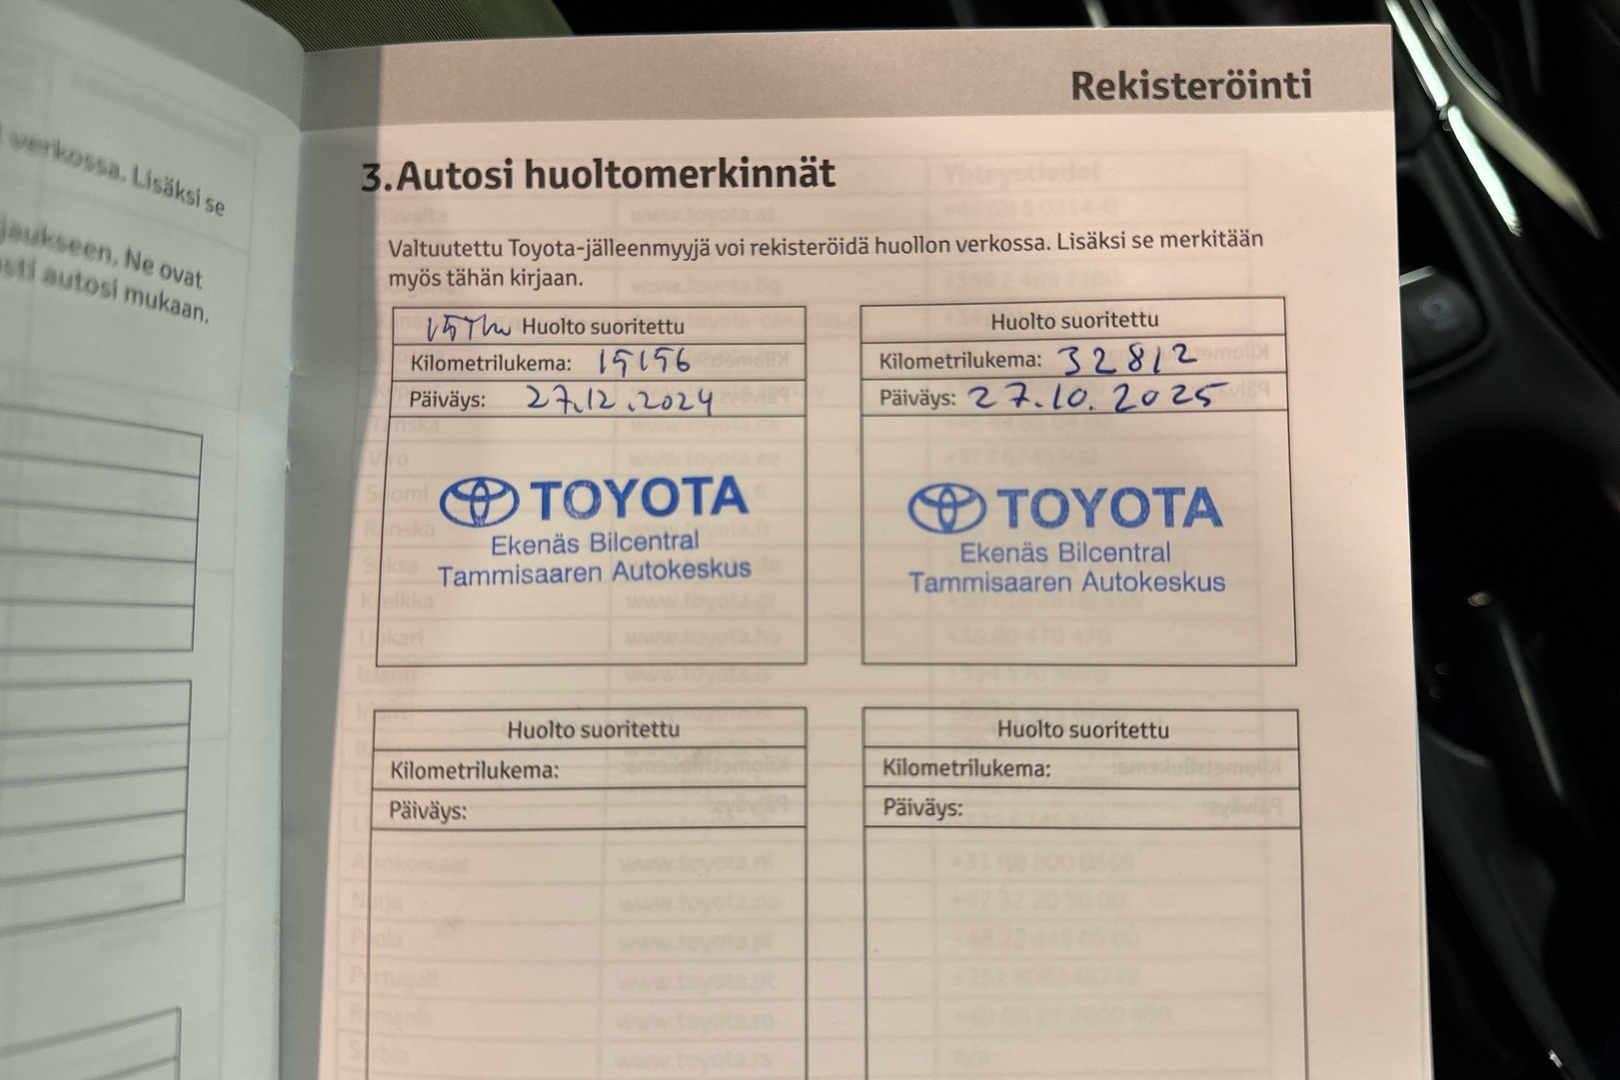 verkossa. Lisäksi se
jaukseen. Ne ovat
sti autosi mukaan.
Rekisteröinti
3.Autosi huoltomerkinnät
Valtuutettu Toyota-jälleenmyyjä voi rekisteröidä huollon verkossa. Lisäksi se merkitään
myös tähän kirjaan.
15Tkm Huolto suoritettu
Kilometrilukema: 15156
Päiväys: 27.12.2024
TOYOTA
Ekenäs Bilcentral
Tammisaaren Autokeskus
Huolto suoritettu
Kilometrilukema: 32812
Päiväys: 27.10.2025
TOYOTA
Ekenäs Bilcentral
Tammisaaren Autokeskus
Huolto suoritettu
Kilometrilukema:
Päiväys:
Huolto suoritettu
Kilometrilukema:
Päiväys: